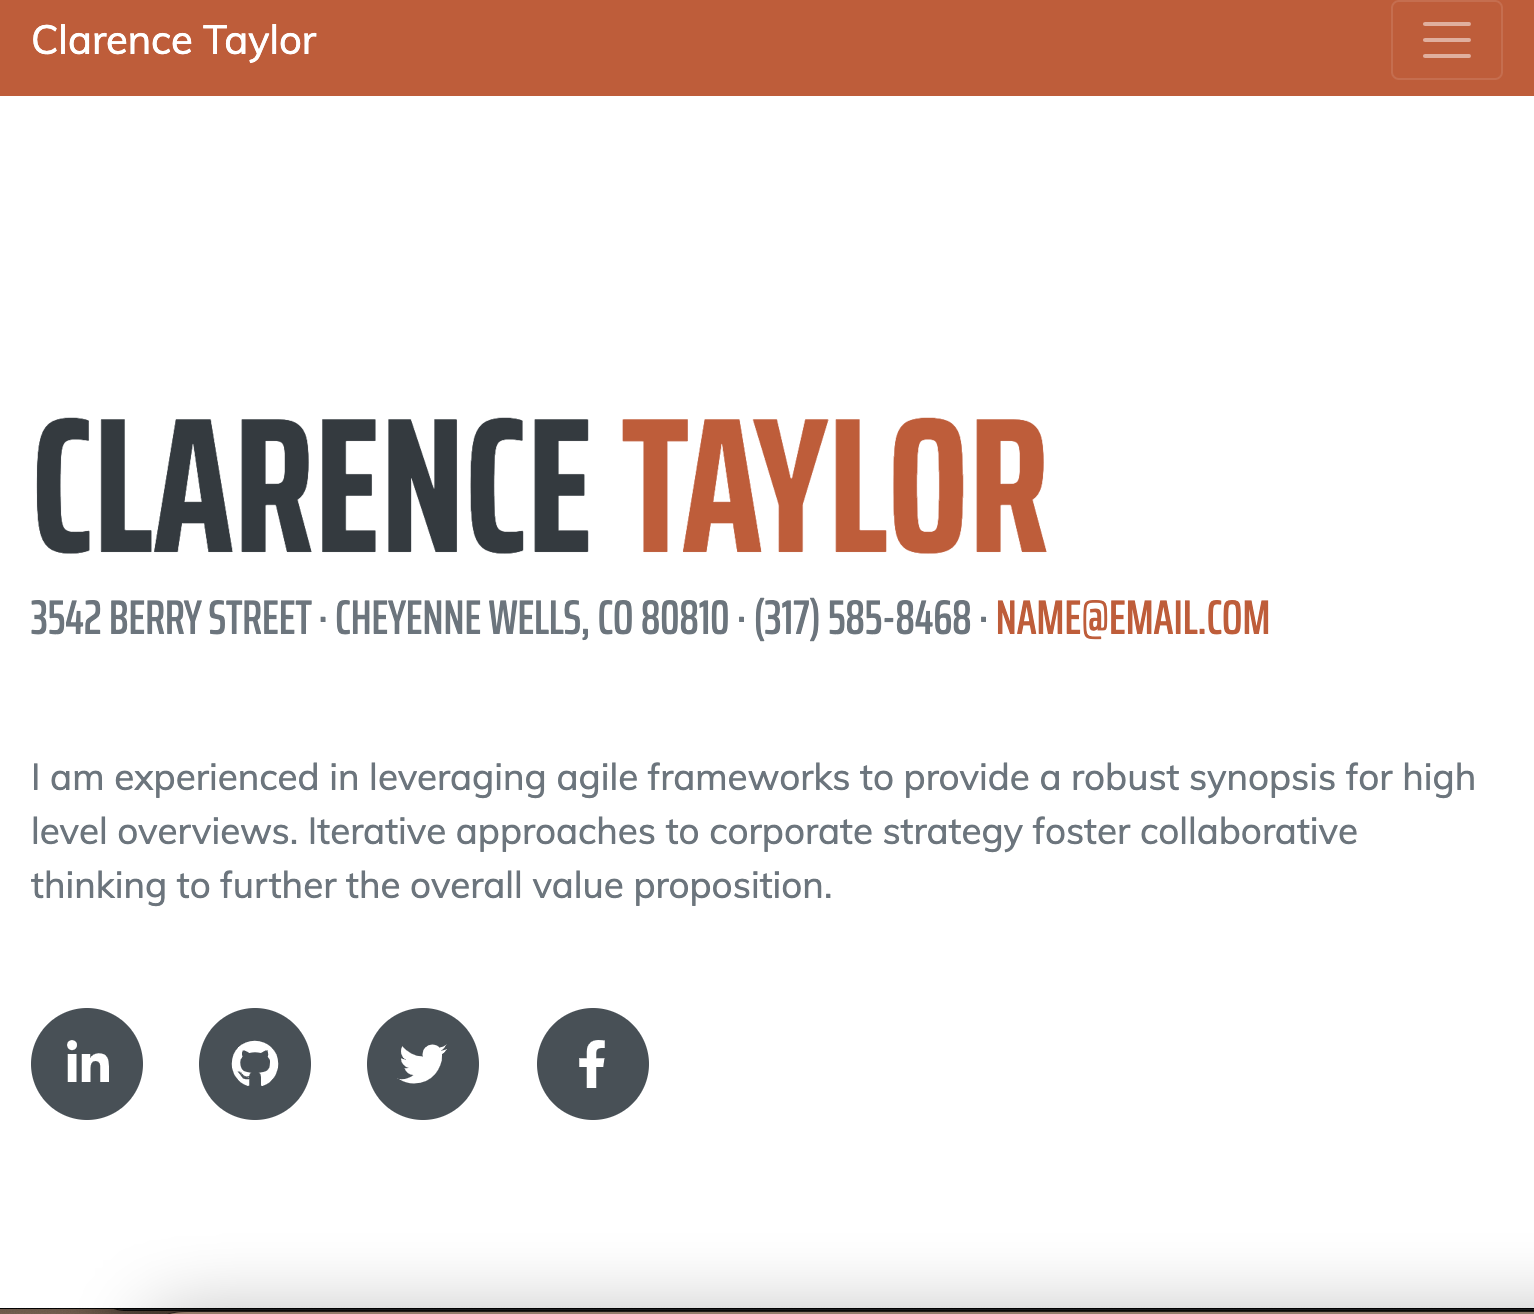 Clarence Taylor
CLARENCE TAYLOR
3542 BERRY STREET · CHEYENNE WELLS, CO 80810 · (317) 585-8468 · NAME@EMAIL.COM
I am experienced in leveraging agile frameworks to provide a robust synopsis for high
level overviews. Iterative approaches to corporate strategy foster collaborative
thinking to further the overall value proposition.
in
f